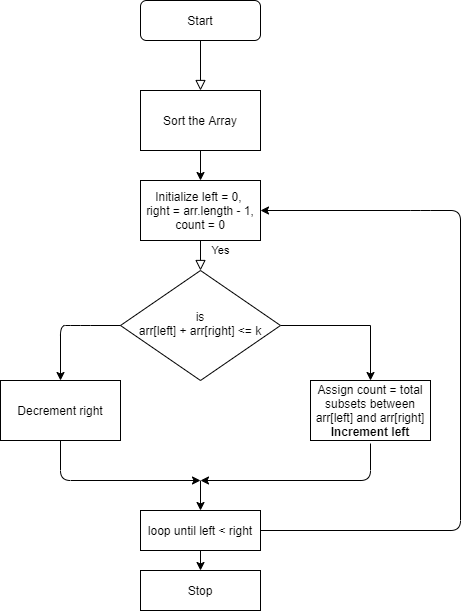 Start
Sort the Array
Initialize left = 0,
right = arr.length - 1,
count = 0
Yes
is
arr[left] + arr[right] <= k
Decrement right
Assign count = total
subsets between
arr[left] and arr[right]
Increment left
loop until left < right
Stop